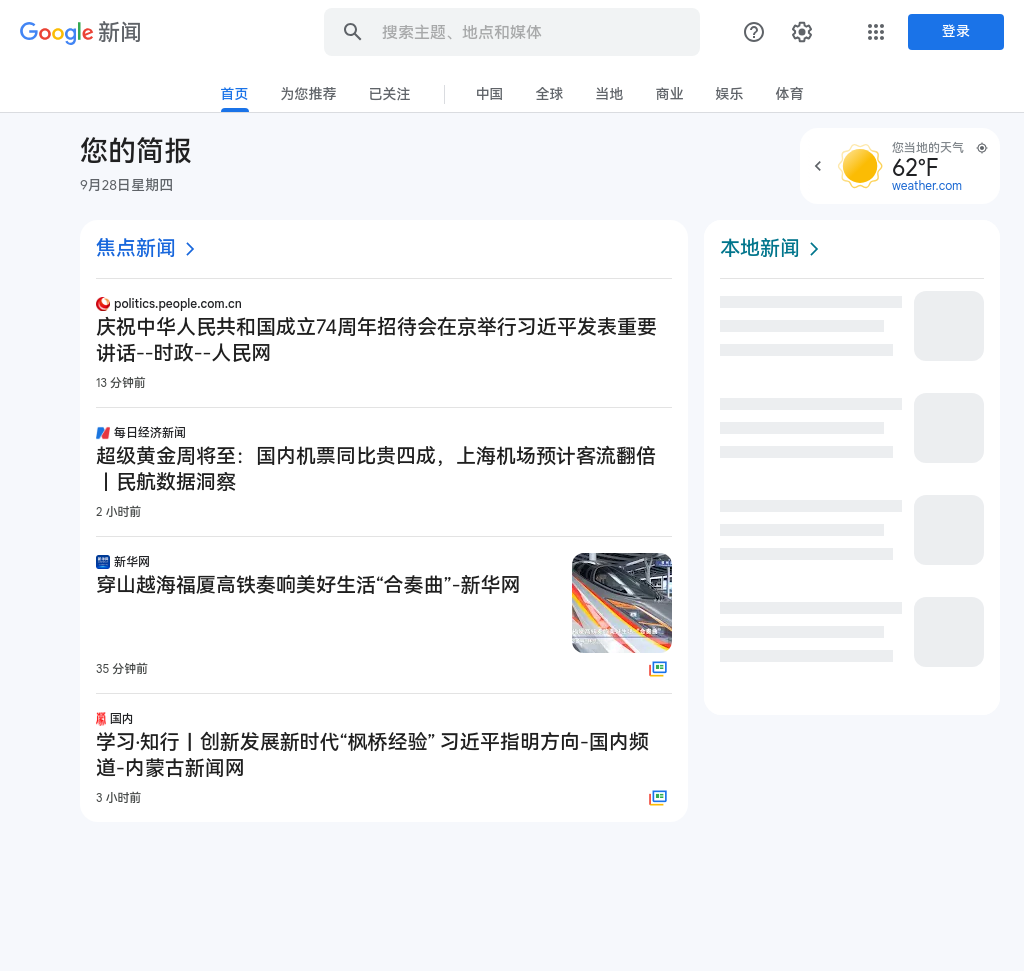 Google 新闻
搜索主题、地点和媒体
登录
首页 为您推荐 已关注 中国 全球 当地 商业 娱乐 体育
您的简报
9月28日星期四
您当地的天气
62°F
weather.com
焦点新闻
politics.people.com.cn
庆祝中华人民共和国成立74周年招待会在京举行习近平发表重要
讲话--时政--人民网
13 分钟前
每日经济新闻
超级黄金周将至：国内机票同比贵四成，上海机场预计客流翻倍
丨民航数据洞察
2 小时前
新华网
穿山越海福厦高铁奏响美好生活“合奏曲”-新华网
35 分钟前
国内
学习·知行丨创新发展新时代“枫桥经验” 习近平指明方向-国内频
道-内蒙古新闻网
3 小时前
本地新闻